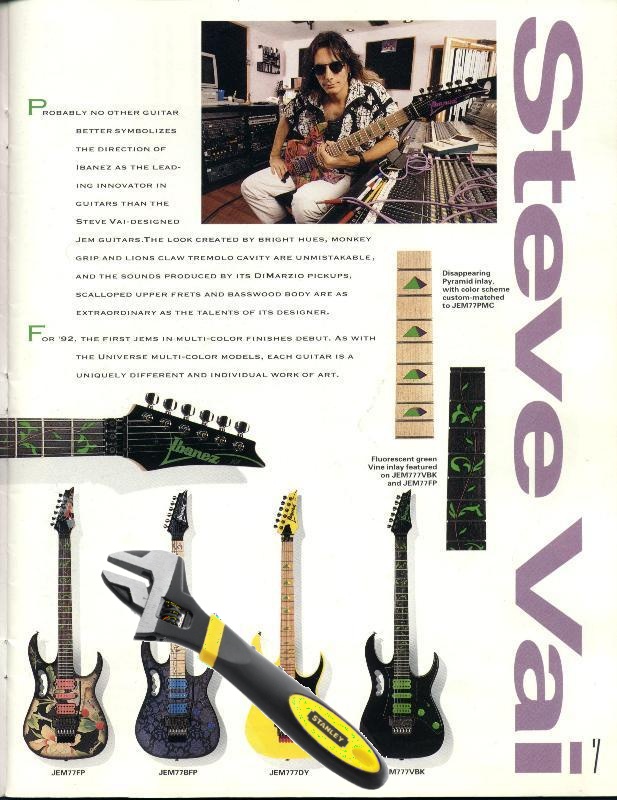 Steve Vai
PROBABLY NO OTHER GUITAR
BETTER SYMBOLIZES
THE DIRECTION OF
IBANEZ AS THE LEAD-
ING INNOVATOR IN
GUITARS THAN THE
STEVE VAI-DESIGNED
JEM GUITARS.THE LOOK CREATED BY BRIGHT HUES, MONKEY
GRIP AND LIONS CLAW TREMOLO CAVITY ARE UNMISTAKABLE,
AND THE SOUNDS PRODUCED BY ITS DIMARZIO PICKUPS,
SCALLOPED UPPER FRETS AND BASSWOOD BODY ARE AS
EXTRAORDINARY AS THE TALENTS OF ITS DESIGNER.
FOR '92, THE FIRST JEMS IN MULTI-COLOR FINISHES DEBUT. AS WITH
THE UNIVERSE MULTI-COLOR MODELS, EACH GUITAR IS A
UNIQUELY DIFFERENT AND INDIVIDUAL WORK OF ART.
Disappearing
Pyramid inlay,
with color scheme
custom-matched
to JEM77PMC
Fluorescent green
Vine inlay featured
on JEM777VBK
and JEM77FP
Ibanez
STANLEY
JEM77FP
JEM77BFP
JEM777DY
M777VBK